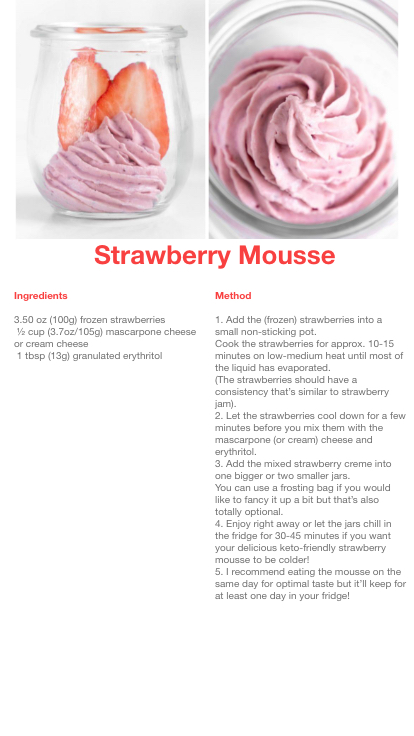 Strawberry Mousse
Ingredients
3.50 oz (100g) frozen strawberries
½ cup (3.7oz/105g) mascarpone cheese
or cream cheese
1 tbsp (13g) granulated erythritol
Method
1. Add the (frozen) strawberries into a
small non-sticking pot.
Cook the strawberries for approx. 10-15
minutes on low-medium heat until most of
the liquid has evaporated.
(The strawberries should have a
consistency that's similar to strawberry
jam).
2. Let the strawberries cool down for a few
minutes before you mix them with the
mascarpone (or cream) cheese and
erythritol.
3. Add the mixed strawberry creme into
one bigger or two smaller jars.
You can use a frosting bag if you would
like to fancy it up a bit but that's also
totally optional.
4. Enjoy right away or let the jars chill in
the fridge for 30-45 minutes if you want
your delicious keto-friendly strawberry
mousse to be colder!
5. I recommend eating the mousse on the
same day for optimal taste but it'll keep for
at least one day in your fridge!